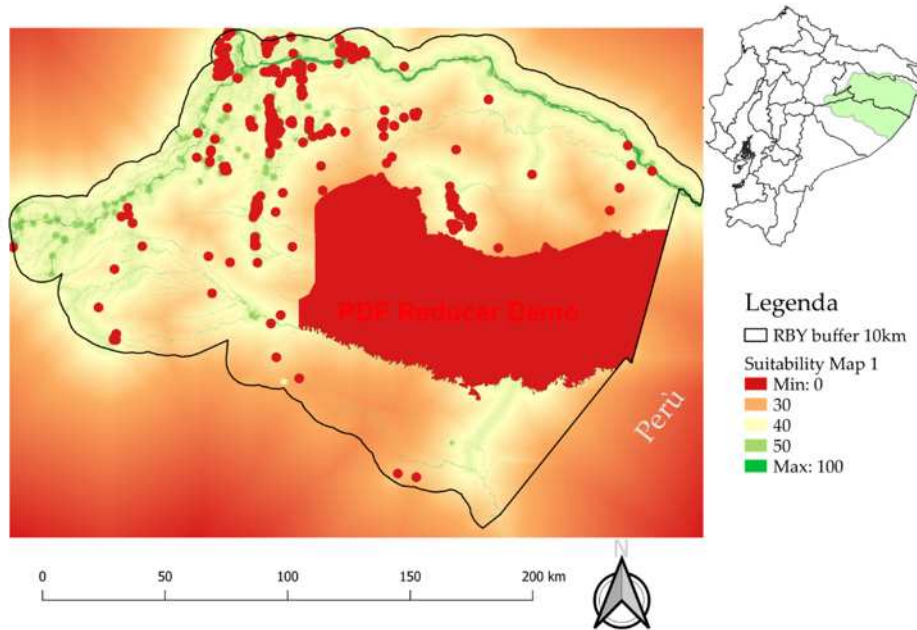 PDF Reducer Demo
Perù
Legenda
RBY buffer 10km
Suitability Map 1
Min: 0
30
40
50
Max: 100
0 50 100 150 200 km
N